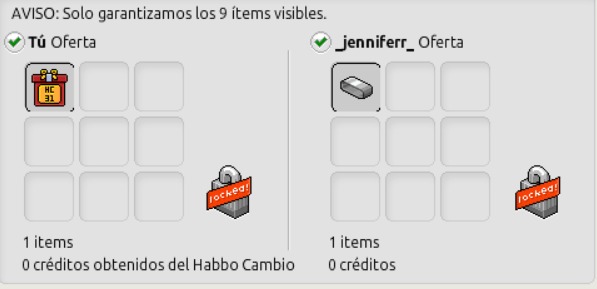 AVISO: Solo garantizamos los 9 ítems visibles.
Tú Oferta
_jenniferr_ Oferta
HC
31
locked!
locked!
1 items
0 créditos obtenidos del Habbo Cambio
1 items
0 créditos